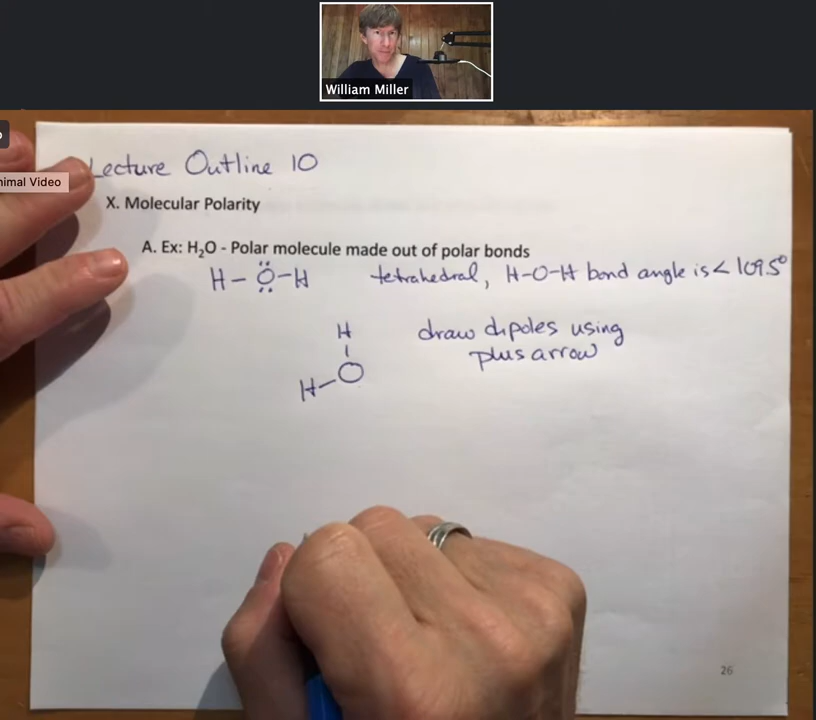 William Miller
nimal Video
Lecture Outline 10
X. Molecular Polarity
A. Ex: H₂O - Polar molecule made out of polar bonds
H–Ö–H tetrahedral, H-O-H bond angle is < 109.5°
H draw dipoles using
plus arrow
H–O
26